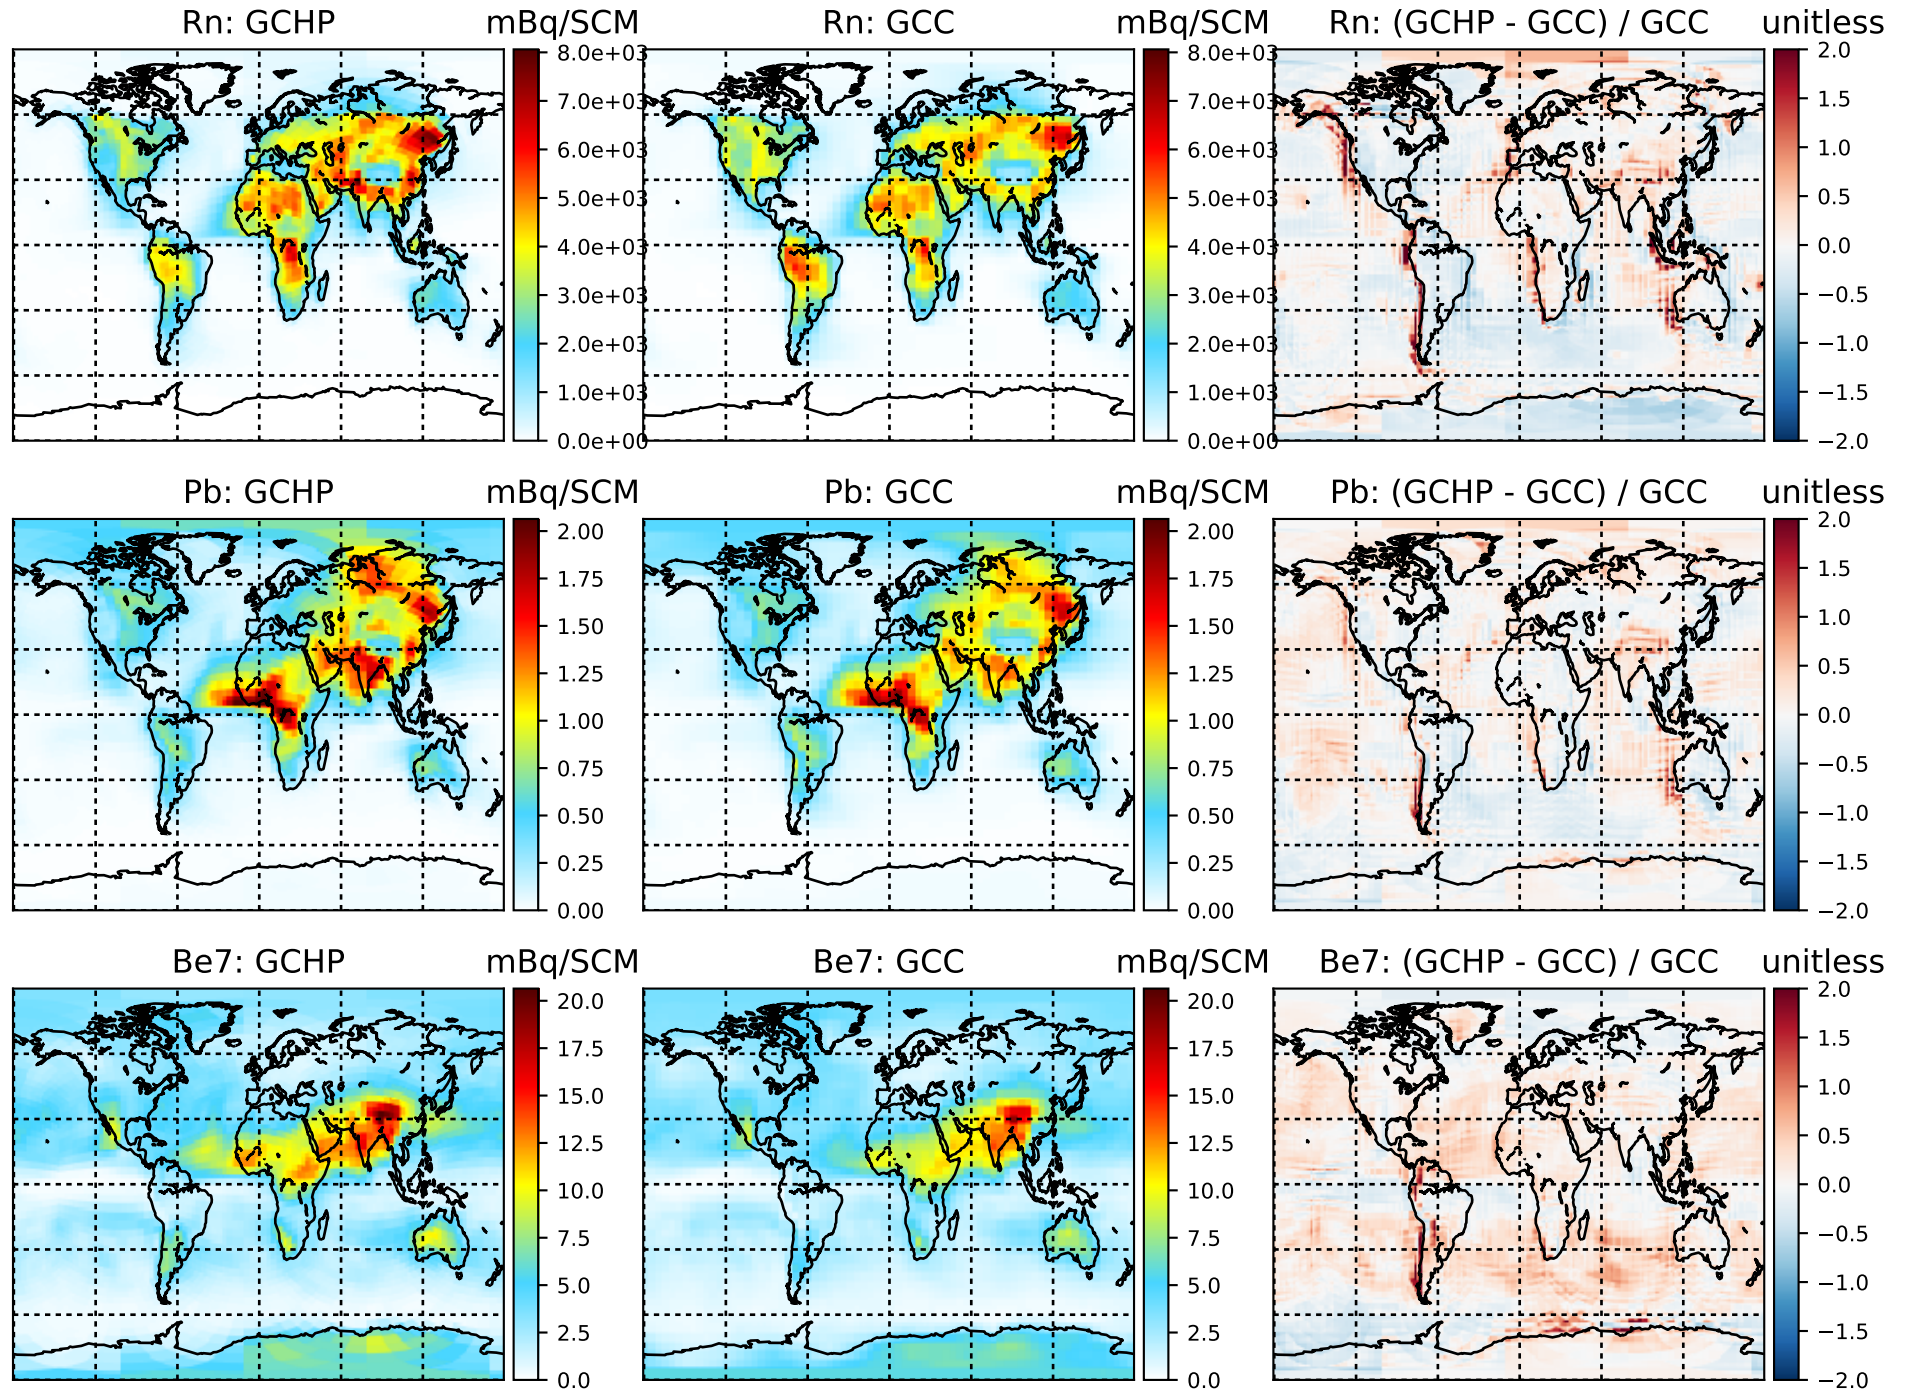 Rn: GCHP mBq/SCM
8.0e+03
7.0e+03
6.0e+03
5.0e+03
4.0e+03
3.0e+03
2.0e+03
1.0e+03
0.0e+00
Rn: GCC mBq/SCM
8.0e+03
7.0e+03
6.0e+03
5.0e+03
4.0e+03
3.0e+03
2.0e+03
1.0e+03
0.0e+00
Rn: (GCHP - GCC) / GCC unitless
2.0
1.5
1.0
0.5
0.0
−0.5
−1.0
−1.5
−2.0
Pb: GCHP mBq/SCM
2.00
1.75
1.50
1.25
1.00
0.75
0.50
0.25
0.00
Pb: GCC mBq/SCM
2.00
1.75
1.50
1.25
1.00
0.75
0.50
0.25
0.00
Pb: (GCHP - GCC) / GCC unitless
2.0
1.5
1.0
0.5
0.0
−0.5
−1.0
−1.5
−2.0
Be7: GCHP mBq/SCM
20.0
17.5
15.0
12.5
10.0
7.5
5.0
2.5
0.0
Be7: GCC mBq/SCM
20.0
17.5
15.0
12.5
10.0
7.5
5.0
2.5
0.0
Be7: (GCHP - GCC) / GCC unitless
2.0
1.5
1.0
0.5
0.0
−0.5
−1.0
−1.5
−2.0